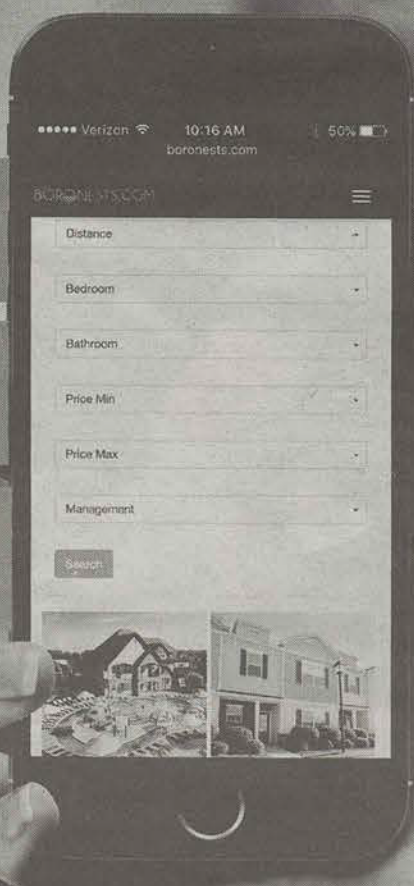 Verizon 10:16 AM 50%
boronests.com
BORONESTS.COM
Distance
Bedroom
Bathroom
Price Min
Price Max
Management
Search